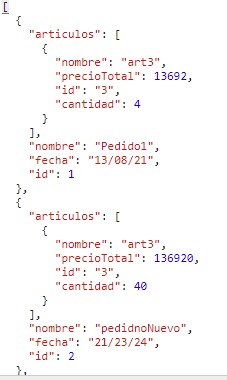 [
{
"articulos": [
{
"nombre": "art3",
"precioTotal": 13692,
"id": "3",
"cantidad": 4
}
],
"nombre": "Pedido1",
"fecha": "13/08/21",
"id": 1
},
{
"articulos": [
{
"nombre": "art3",
"precioTotal": 136920,
"id": "3",
"cantidad": 40
}
],
"nombre": "pedidnoNuevo",
"fecha": "21/23/24",
"id": 2
},